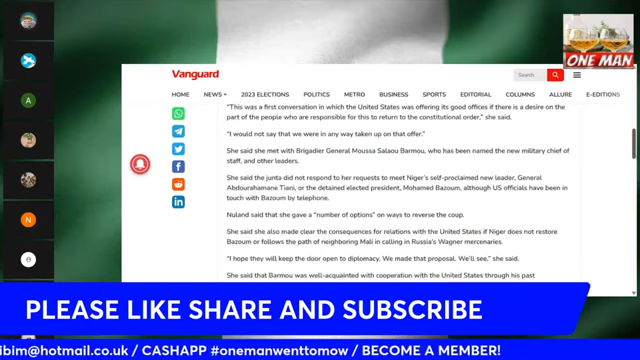 ONE MAN
Vanguard
Search
HOME NEWS 2023 ELECTIONS POLITICS METRO BUSINESS SPORTS EDITORIAL COLUMNS ALLURE E-EDITIONS
"This was a first conversation in which the United States was offering its good offices if there is a desire on the
part of the people who are responsible for this to return to the constitutional order," she said.
"I would not say that we were in any way taken up on that offer."
She said she met with Brigadier General Moussa Salaou Barmou, who has been named the new military chief of
staff, and other leaders.
She said the junta did not respond to her requests to meet Niger's self-proclaimed new leader, General
Abdourahamane Tiani, or the detained elected president, Mohamed Bazoum, although US officials have been in
touch with Bazoum by telephone.
Nuland said that she gave a "number of options" on ways to reverse the coup.
She said she also made clear the consequences for relations with the United States if Niger does not restore
Bazoum or follows the path of neighboring Mali in calling in Russia's Wagner mercenaries.
"I hope they will keep the door open to diplomacy. We made that proposal. We'll see," she said.
She said that Barmou was well-acquainted with cooperation with the United States through his past
A
N
PLEASE LIKE SHARE AND SUBSCRIBE
ibim@hotmail.co.uk / CASHAPP #onemanwenttomow / BECOME A MEMBER!